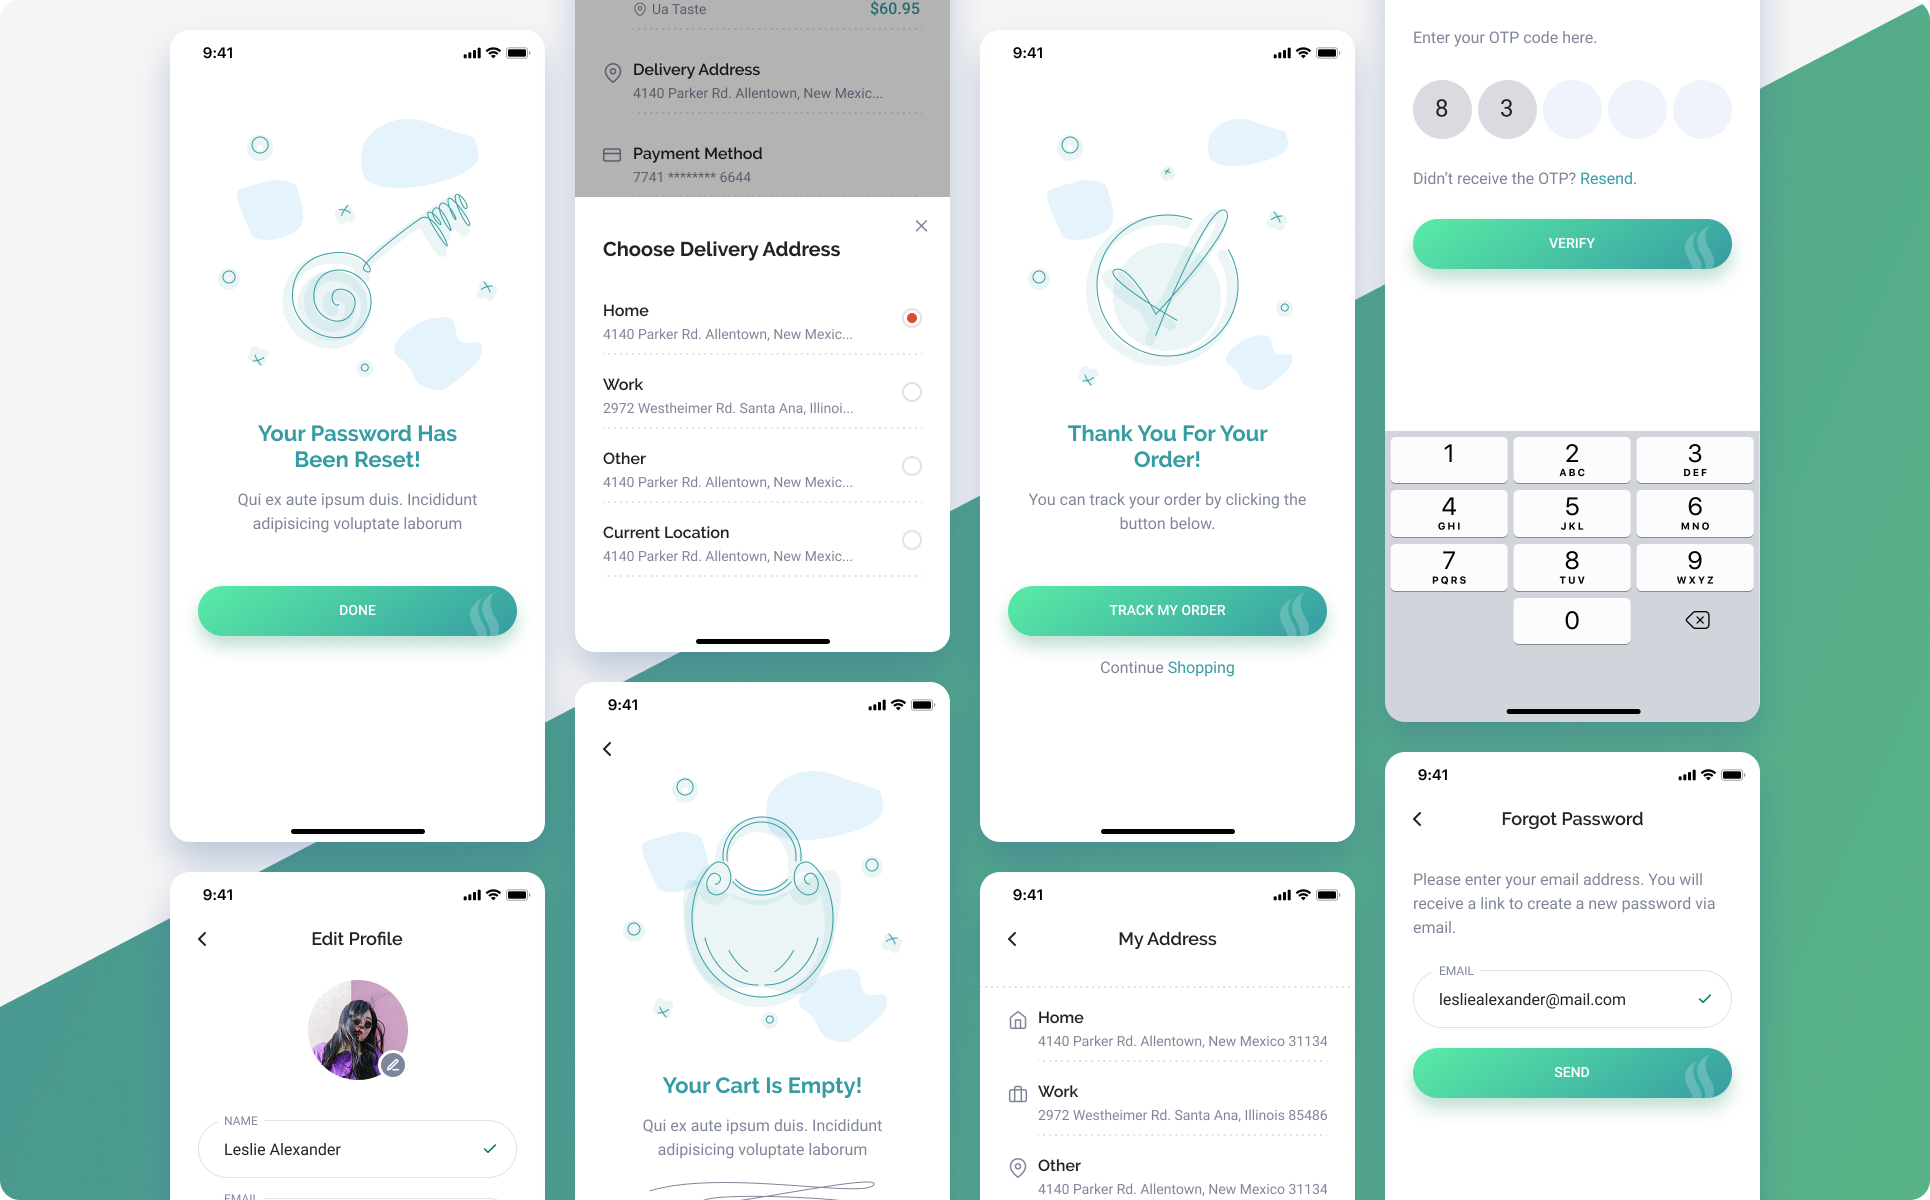 9:41
Your Password Has
Been Reset!
Qui ex aute ipsum duis. Incididunt
adipisicing voluptate laborum
DONE
9:41
Edit Profile
NAME
Leslie Alexander
EMAIL
Ua Taste
$60.95
Delivery Address
4140 Parker Rd. Allentown, New Mexic...
Payment Method
7741 ******** 6644
Choose Delivery Address
Home
4140 Parker Rd. Allentown, New Mexic...
Work
2972 Westheimer Rd. Santa Ana, Illinoi...
Other
4140 Parker Rd. Allentown, New Mexic...
Current Location
4140 Parker Rd. Allentown, New Mexic...
9:41
Your Cart Is Empty!
Qui ex aute ipsum duis. Incididunt
adipisicing voluptate laborum
9:41
Thank You For Your
Order!
You can track your order by clicking the
button below.
TRACK MY ORDER
Continue Shopping
9:41
My Address
Home
4140 Parker Rd. Allentown, New Mexico 31134
Work
2972 Westheimer Rd. Santa Ana, Illinois 85486
Other
4140 Parker Rd. Allentown, New Mexico 31134
Enter your OTP code here.
8 3
Didn't receive the OTP? Resend.
VERIFY
1 2 3
ABC DEF
4 5 6
GHI JKL MNO
7 8 9
PQRS TUV WXYZ
0
9:41
Forgot Password
Please enter your email address. You will
receive a link to create a new password via
email.
EMAIL
lesliealexander@mail.com
SEND